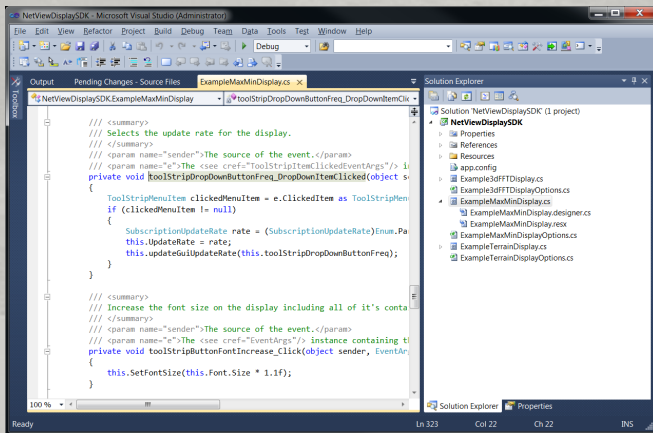 NetViewDisplaySDK - Microsoft Visual Studio (Administrator)
File Edit View Refactor Project Build Debug Team Data Tools Test Window Help
Debug
Output Pending Changes - Source Files ExampleMaxMinDisplay.cs
Toolbox
NetViewDisplaySDK.ExampleMaxMinDisplay toolStripDropDownButtonFreq_DropDownItemClic
/// <summary>
/// Selects the update rate for the display.
/// </summary>
/// <param name="sender">The source of the event.</param>
/// <param name="e">The <see cref="ToolStripItemClickedEventArgs"/> in
private void toolStripDropDownButtonFreq_DropDownItemClicked(object se
{
ToolStripMenuItem clickedMenuItem = e.ClickedItem as ToolStripMen
if (clickedMenuItem != null)
{
SubscriptionUpdateRate rate = (SubscriptionUpdateRate)Enum.Par
this.UpdateRate = rate;
this.updateGuiUpdateRate(this.toolStripDropDownButtonFreq);
}
}
/// <summary>
/// Increase the font size on the display including all of it's conta
/// </summary>
/// <param name="sender">The source of the event.</param>
/// <param name="e">The <see cref="EventArgs"/> instance containing th
private void toolStripButtonFontIncrease_Click(object sender, EventArg
{
this.SetFontSize(this.Font.Size * 1.1f);
}
100 %
Solution Explorer
Solution 'NetViewDisplaySDK' (1 project)
NetViewDisplaySDK
Properties
References
Resources
app.config
Example3dFFTDisplay.cs
Example3dFFTDisplayOptions.cs
ExampleMaxMinDisplay.cs
ExampleMaxMinDisplay.designer.cs
ExampleMaxMinDisplay.resx
ExampleMaxMinDisplayOptions.cs
ExampleTerrainDisplay.cs
ExampleTerrainDisplayOptions.cs
Solution Explorer Properties
Ready Ln 323 Col 22 Ch 22 INS